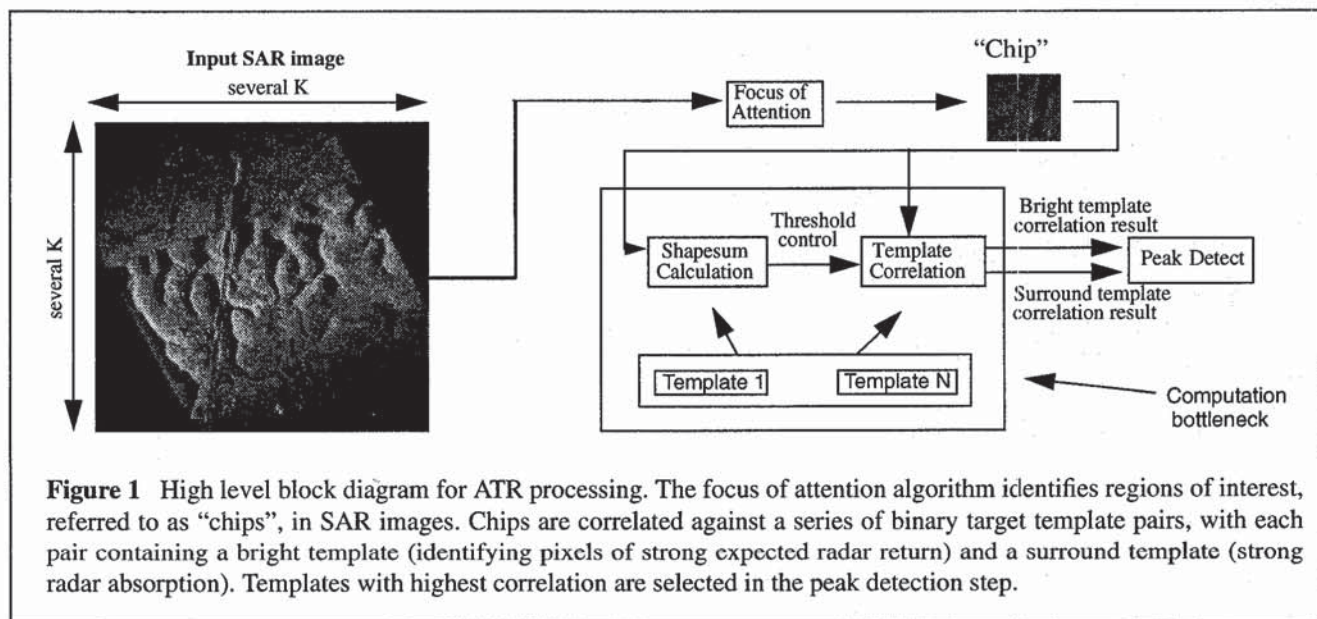 Input SAR image
several K
several K
Focus of
Attention
“Chip”
Shapesum
Calculation
Threshold
control
Template
Correlation
Bright template
correlation result
Surround template
correlation result
Peak Detect
Template 1
Template N
Computation
bottleneck
Figure 1 High level block diagram for ATR processing. The focus of attention algorithm identifies regions of interest,
referred to as “chips”, in SAR images. Chips are correlated against a series of binary target template pairs, with each
pair containing a bright template (identifying pixels of strong expected radar return) and a surround template (strong
radar absorption). Templates with highest correlation are selected in the peak detection step.